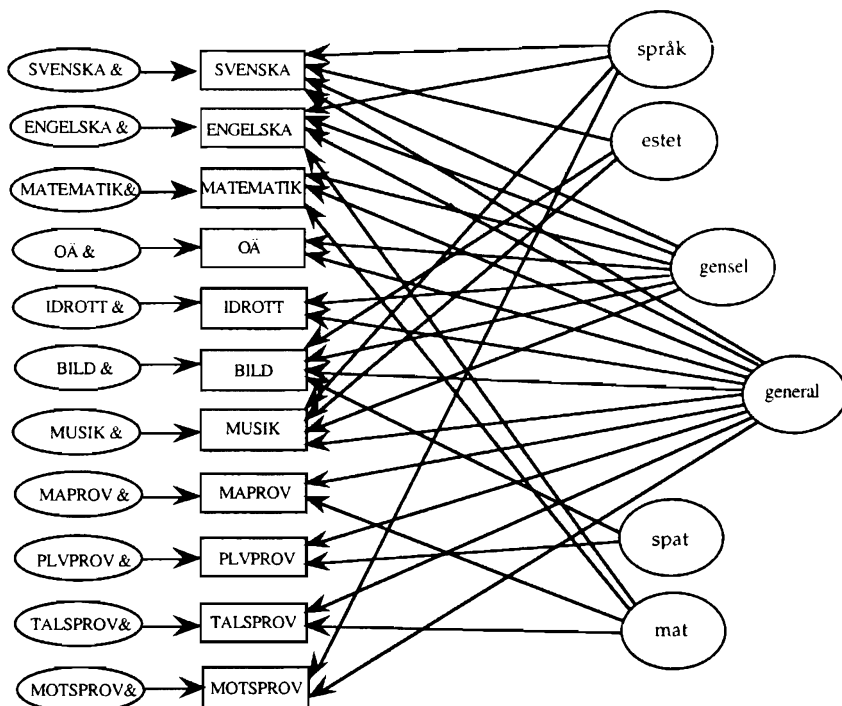 SVENSKA &
SVENSKA
språk
ENGELSKA &
ENGELSKA
estet
MATEMATIK&
MATEMATIK
OÄ &
OÄ
gensel
IDROTT &
IDROTT
BILD &
BILD
general
MUSIK &
MUSIK
MAPROV &
MAPROV
PLVPROV &
PLVPROV
spat
TALSPROV&
TALSPROV
mat
MOTSPROV&
MOTSPROV